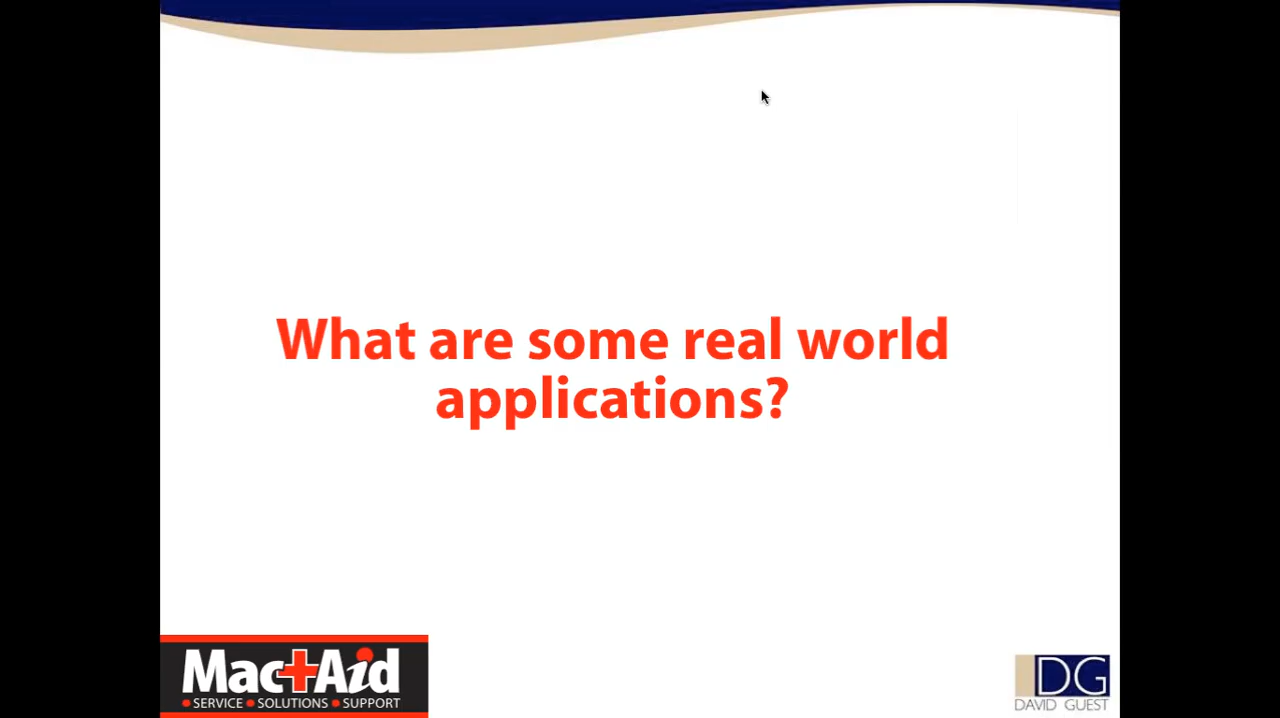 What are some real world
applications?
Mac+Aid
• SERVICE • SOLUTIONS • SUPPORT
DG
DAVID GUEST